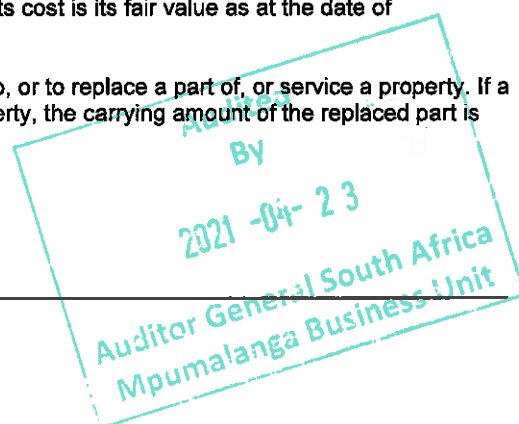 ts cost is its fair value as at the date of
o, or to replace a part of, or service a property. If a
erty, the carrying amount of the replaced part is
Audited
By
2021 -04- 23
Auditor General South Africa
Mpumalanga Business Unit